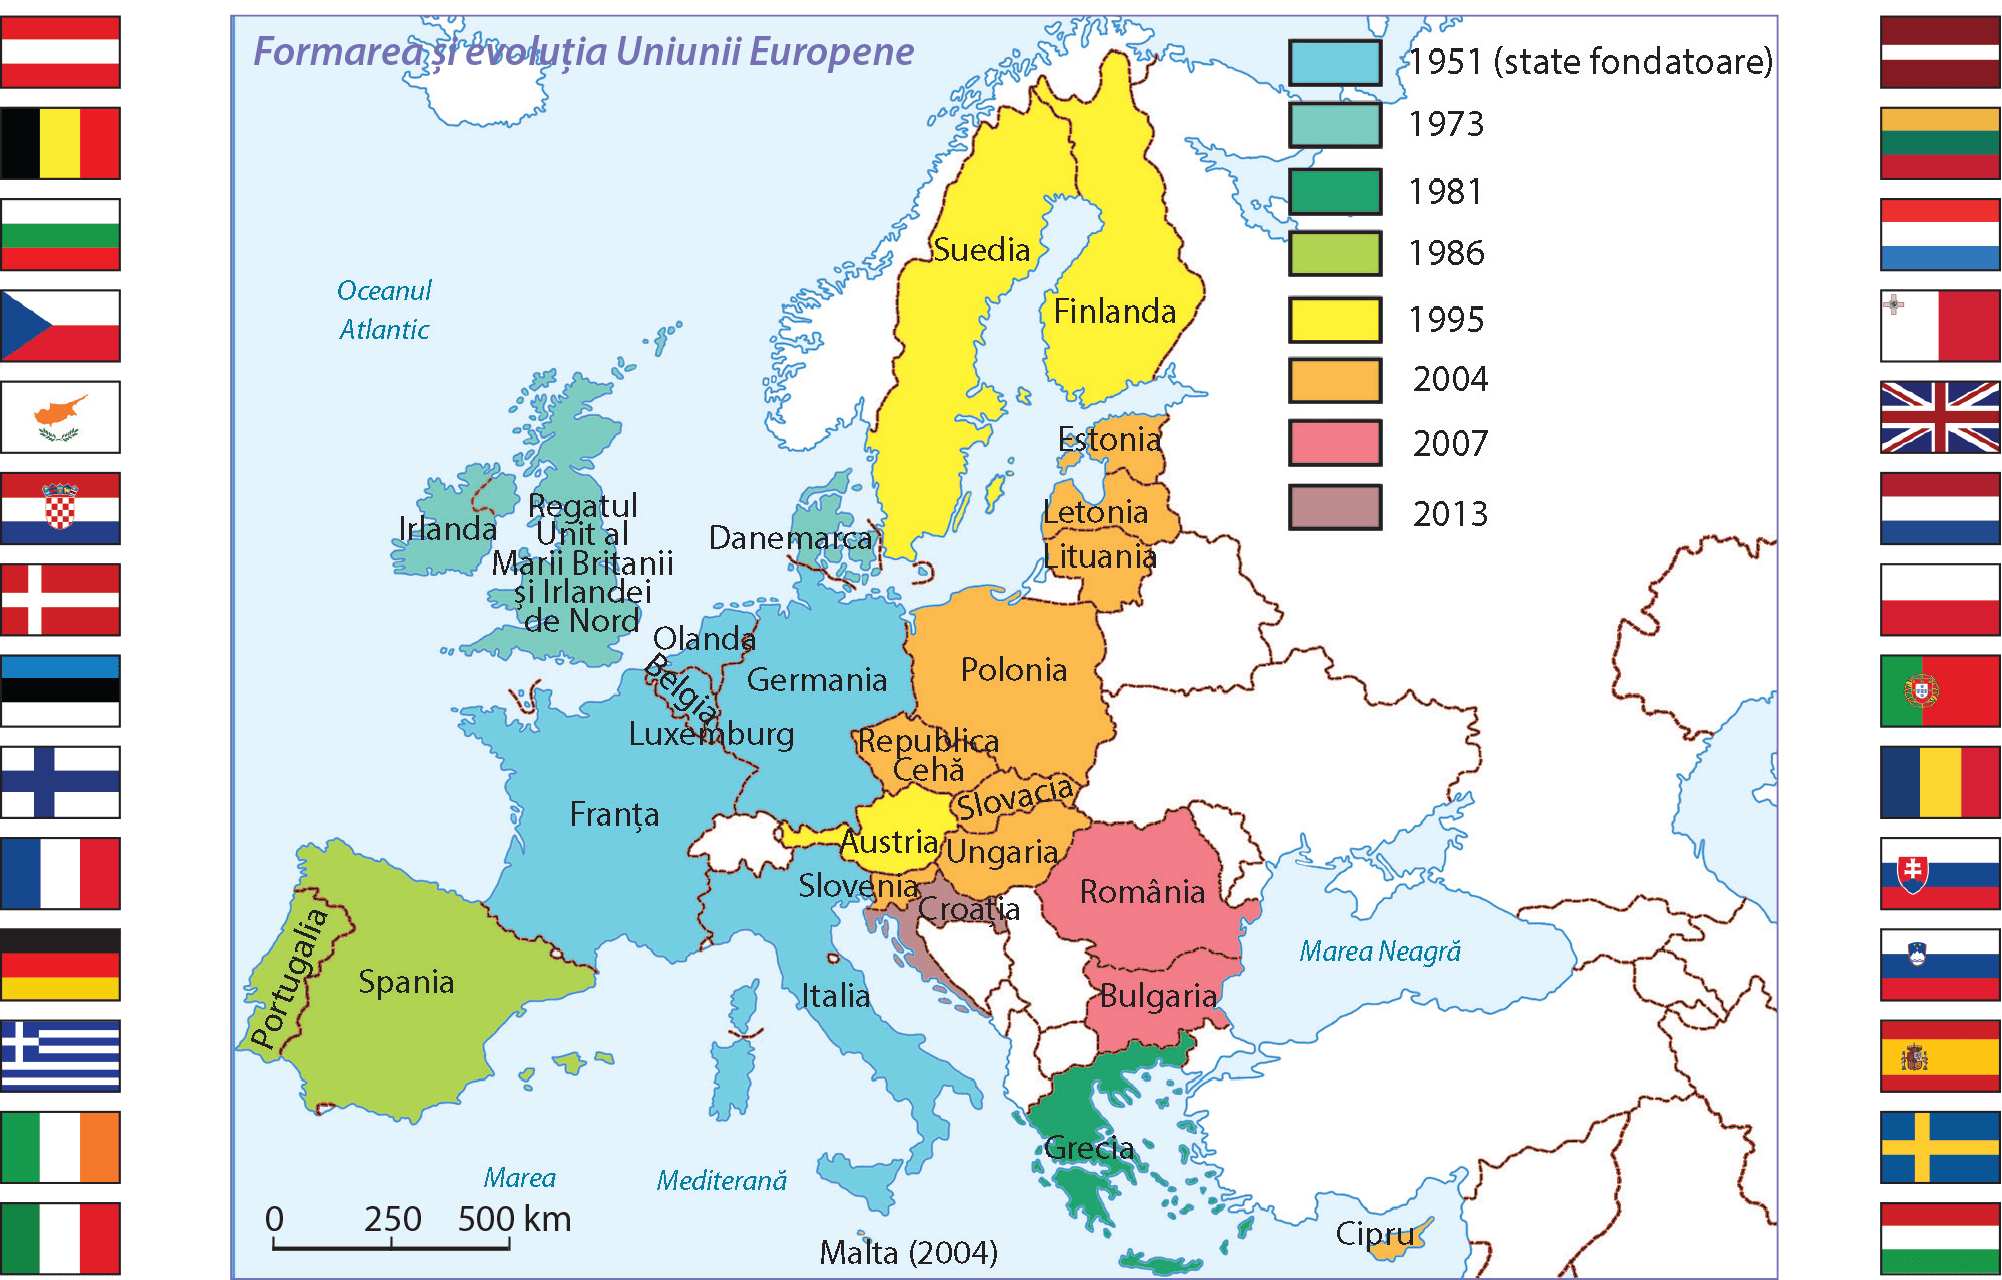 Formarea și evoluția Uniunii Europene
1951 (state fondatoare)
1973
1981
1986
1995
2004
2007
2013
Oceanul
Atlantic
Suedia
Finlanda
Estonia
Letonia
Lituania
Irlanda
Regatul
Unit al
Marii Britanii
și Irlandei
de Nord
Danemarca
Olanda
Belgia
Luxemburg
Germania
Polonia
Republica
Cehă
Slovacia
Franța
Austria
Ungaria
Slovenia
Croația
România
Marea Neagră
Portugalia
Spania
Italia
Bulgaria
Grecia
Marea
Mediterană
0 250 500 km
Malta (2004)
Cipru